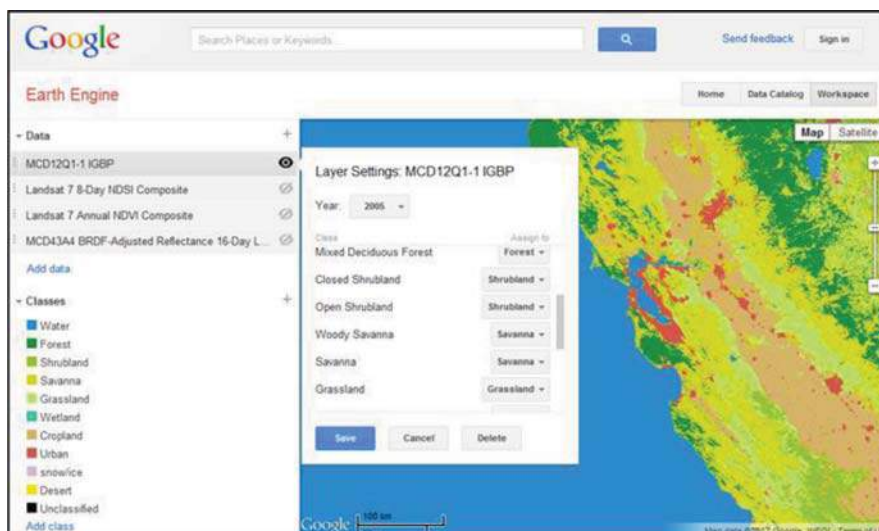 Google Search Places or Keywords... Send feedback Sign in
Earth Engine Home Data Catalog Workspace
Data
Map Satellite
MCD12Q1-1 IGBP
Landsat 7 8-Day NDSI Composite
Landsat 7 Annual NDVI Composite
MCD43A4 BRDF-Adjusted Reflectance 16-Day L...
Add data
Classes
Water
Forest
Shrubland
Savanna
Grassland
Wetland
Cropland
Urban
snow/ice
Desert
Unclassified
Add class
Layer Settings: MCD12Q1-1 IGBP
Year: 2005
Class Assign to
Mixed Deciduous Forest Forest
Closed Shrubland Shrubland
Open Shrubland Shrubland
Woody Savanna Savanna
Savanna Savanna
Grassland Grassland
Save Cancel Delete
Google 100 km